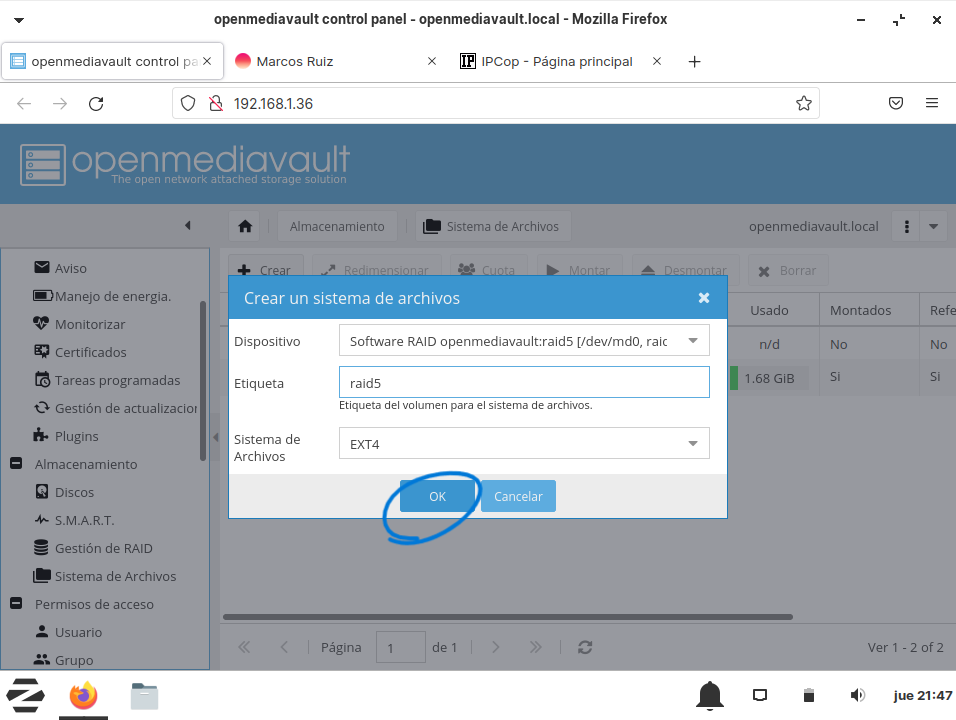 openmediavault control panel - openmediavault.local - Mozilla Firefox
openmediavault control pa
Marcos Ruiz
IP IPCop - Página principal
192.168.1.36
openmediavault
The open network attached storage solution
Almacenamiento
Sistema de Archivos
openmediavault.local
Aviso
Manejo de energia.
Monitorizar
Certificados
Tareas programadas
Gestión de actualizacion
Plugins
Almacenamiento
Discos
S.M.A.R.T.
Gestión de RAID
Sistema de Archivos
Permisos de acceso
Usuario
Grupo
Crear Redimensionar Cuota Montar Desmontar Borrar
Usado Montados Refe
n/d No No
1.68 GiB Si Si
Crear un sistema de archivos
Dispositivo Software RAID openmediavault:raid5 [/dev/md0, raid
Etiqueta raid5
Etiqueta del volumen para el sistema de archivos.
Sistema de
Archivos
EXT4
OK Cancelar
Página 1 de 1
Ver 1 - 2 of 2
jue 21:47